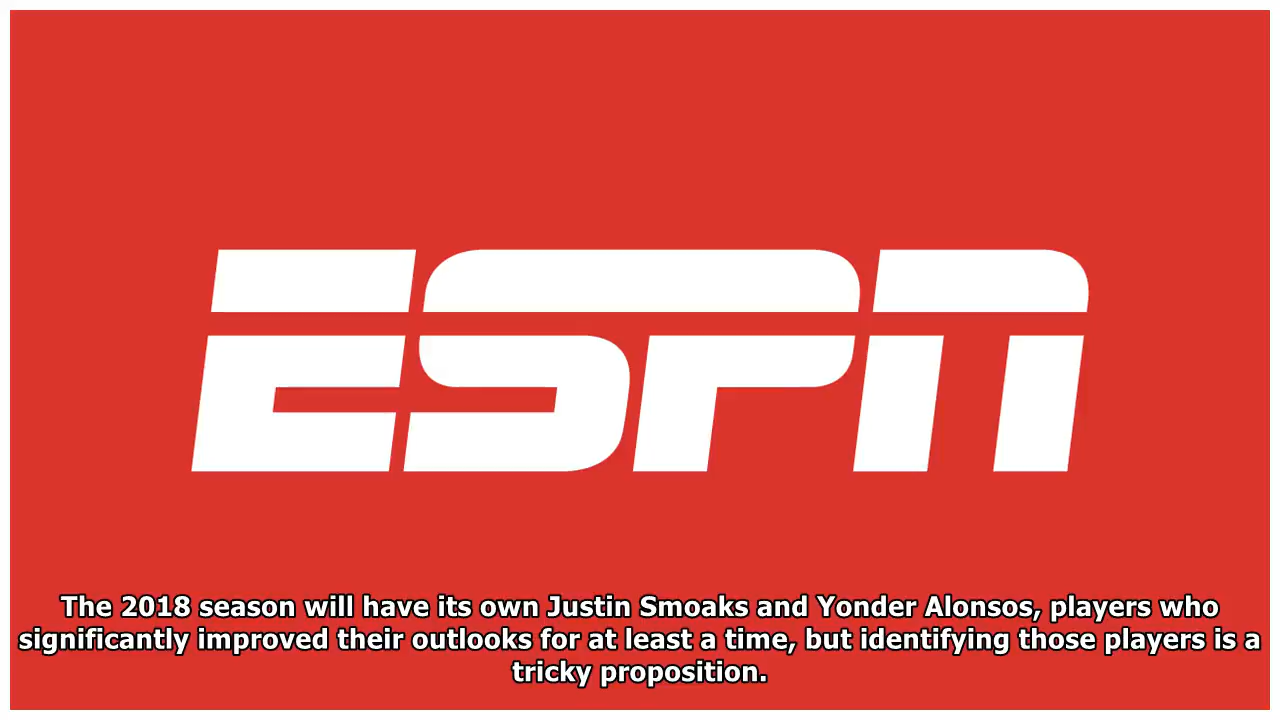 ESPN
The 2018 season will have its own Justin Smoaks and Yonder Alonsos, players who
significantly improved their outlooks for at least a time, but identifying those players is a
tricky proposition.